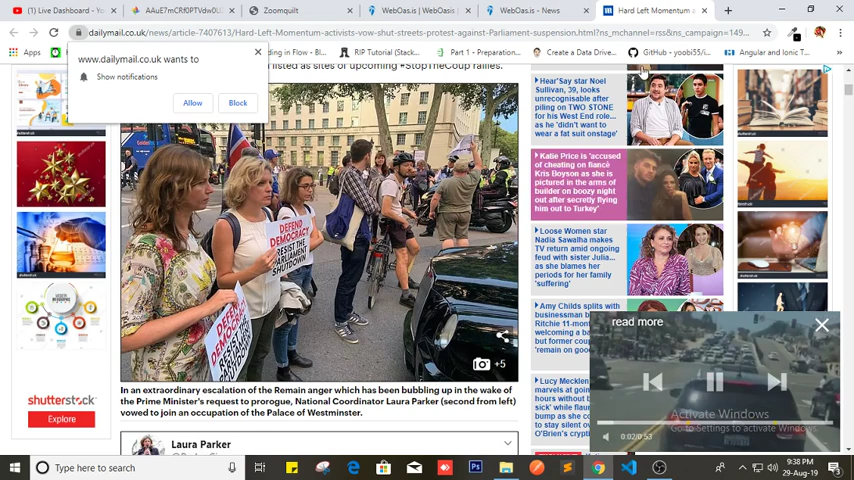 (1) Live Dashboard - Y
AAuE7mCRf0PTVdw0U
Zoomquilt
WebOas.is | WebOasis |
WebOas.is - News
Hard Left Momentum a
dailymail.co.uk/news/article-7407613/Hard-Left-Momentum-activists-vow-shut-streets-protest-against-Parliament-suspension.html?ns_mchannel=rss&ns_campaign=149...
Apps
ing in Flow - Bl...
RIP Tutorial (Stack...
Part 1 - Preparation...
Create a Data Drive...
GitHub - yoobi55/i...
Angular and Ionic T...
www.dailymail.co.uk wants to
Show notifications
Allow
Block
listed as sites of upcoming #StopTheCoup rallies.
DEFEND
DEMOCRACY
RESIST THE
PARLIAMENT
SHUTDOWN
+5
In an extraordinary escalation of the Remain anger which has been bubbling up in the wake of
the Prime Minister's request to prorogue, National Coordinator Laura Parker (second from left)
vowed to join an occupation of the Palace of Westminster.
Laura Parker
shutterstock
Explore
Hear'Say star Noel
Sullivan, 39, looks
unrecognisable after
piling on TWO STONE
for his West End role...
as he 'didn't want to
wear a fat suit onstage'
Katie Price is 'accused
of cheating on fiancé
Kris Boyson as she is
pictured in the arms of
builder on boozy night
out after secretly flying
him out to Turkey'
Loose Women star
Nadia Sawalha makes
TV return amid ongoing
feud with sister Julia...
as she blames her
periods for her family
'suffering'
Amy Childs splits with
businessman b
Ritchie 11-mon
welcoming a ba
but the couple
'remain on goo
Lucy Mecklen
marvels at goin
hours without b
sick' while flau
bump as she co
O'Brien's crypti
read more
0:02/0:53
Activate Windows
Go to Settings to activate Windows.
Type here to search
9:38 PM
29-Aug-19